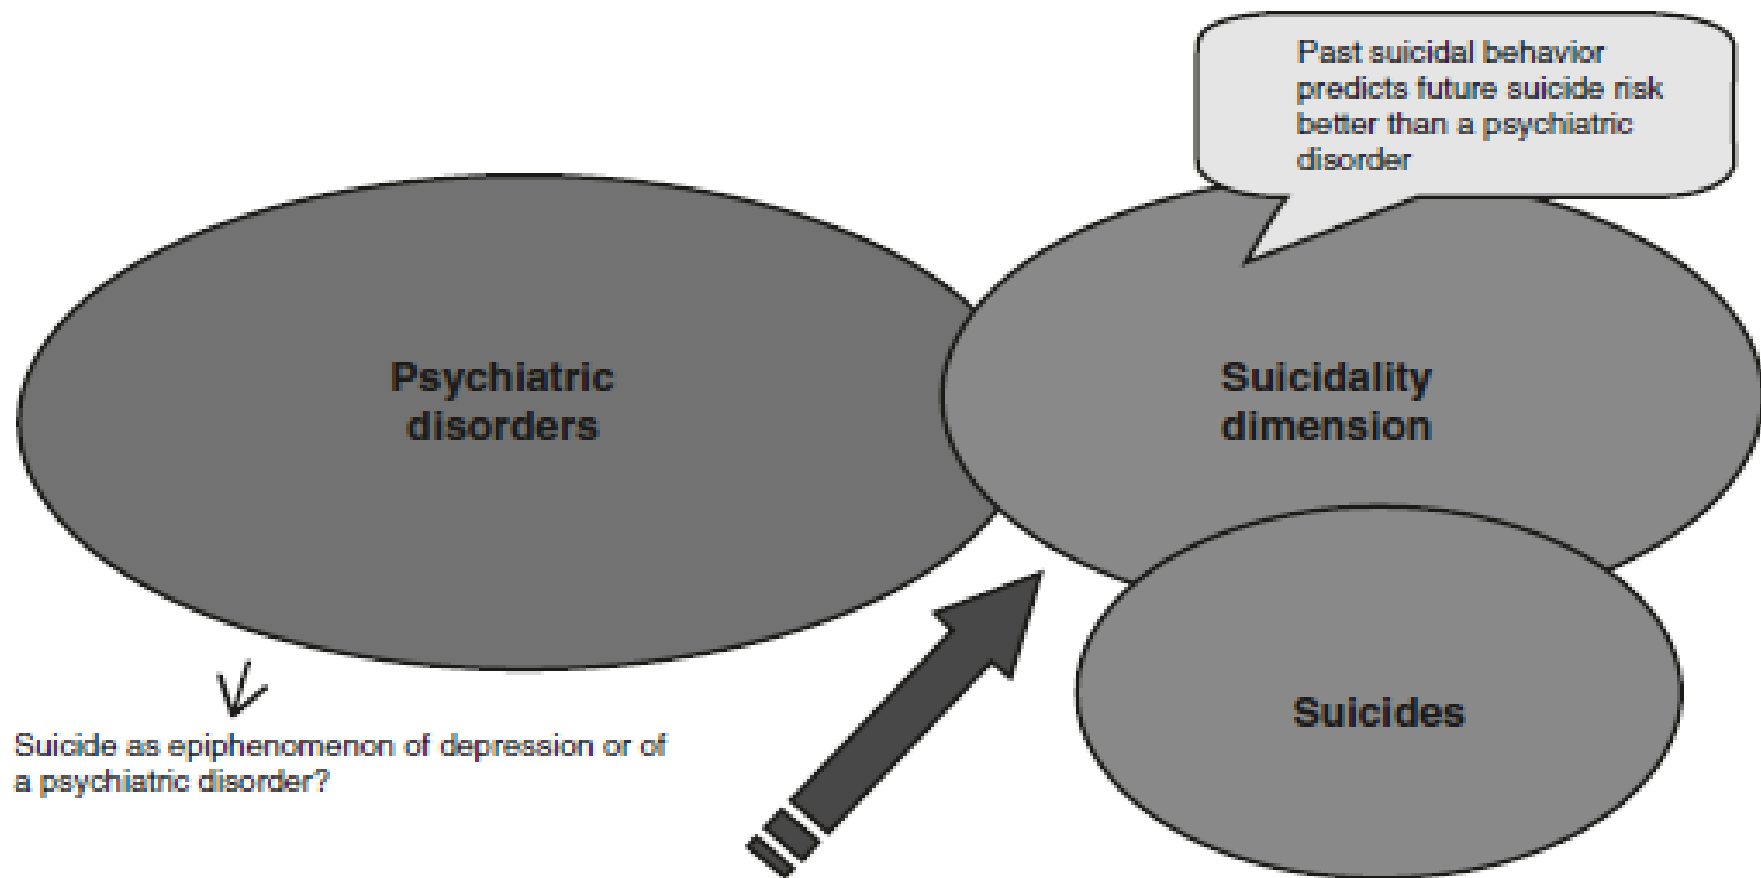 Past suicidal behavior
predicts future suicide risk
better than a psychiatric
disorder
Psychiatric
disorders
Suicidality
dimension
Suicides
Suicide as epiphenomenon of depression or of
a psychiatric disorder?